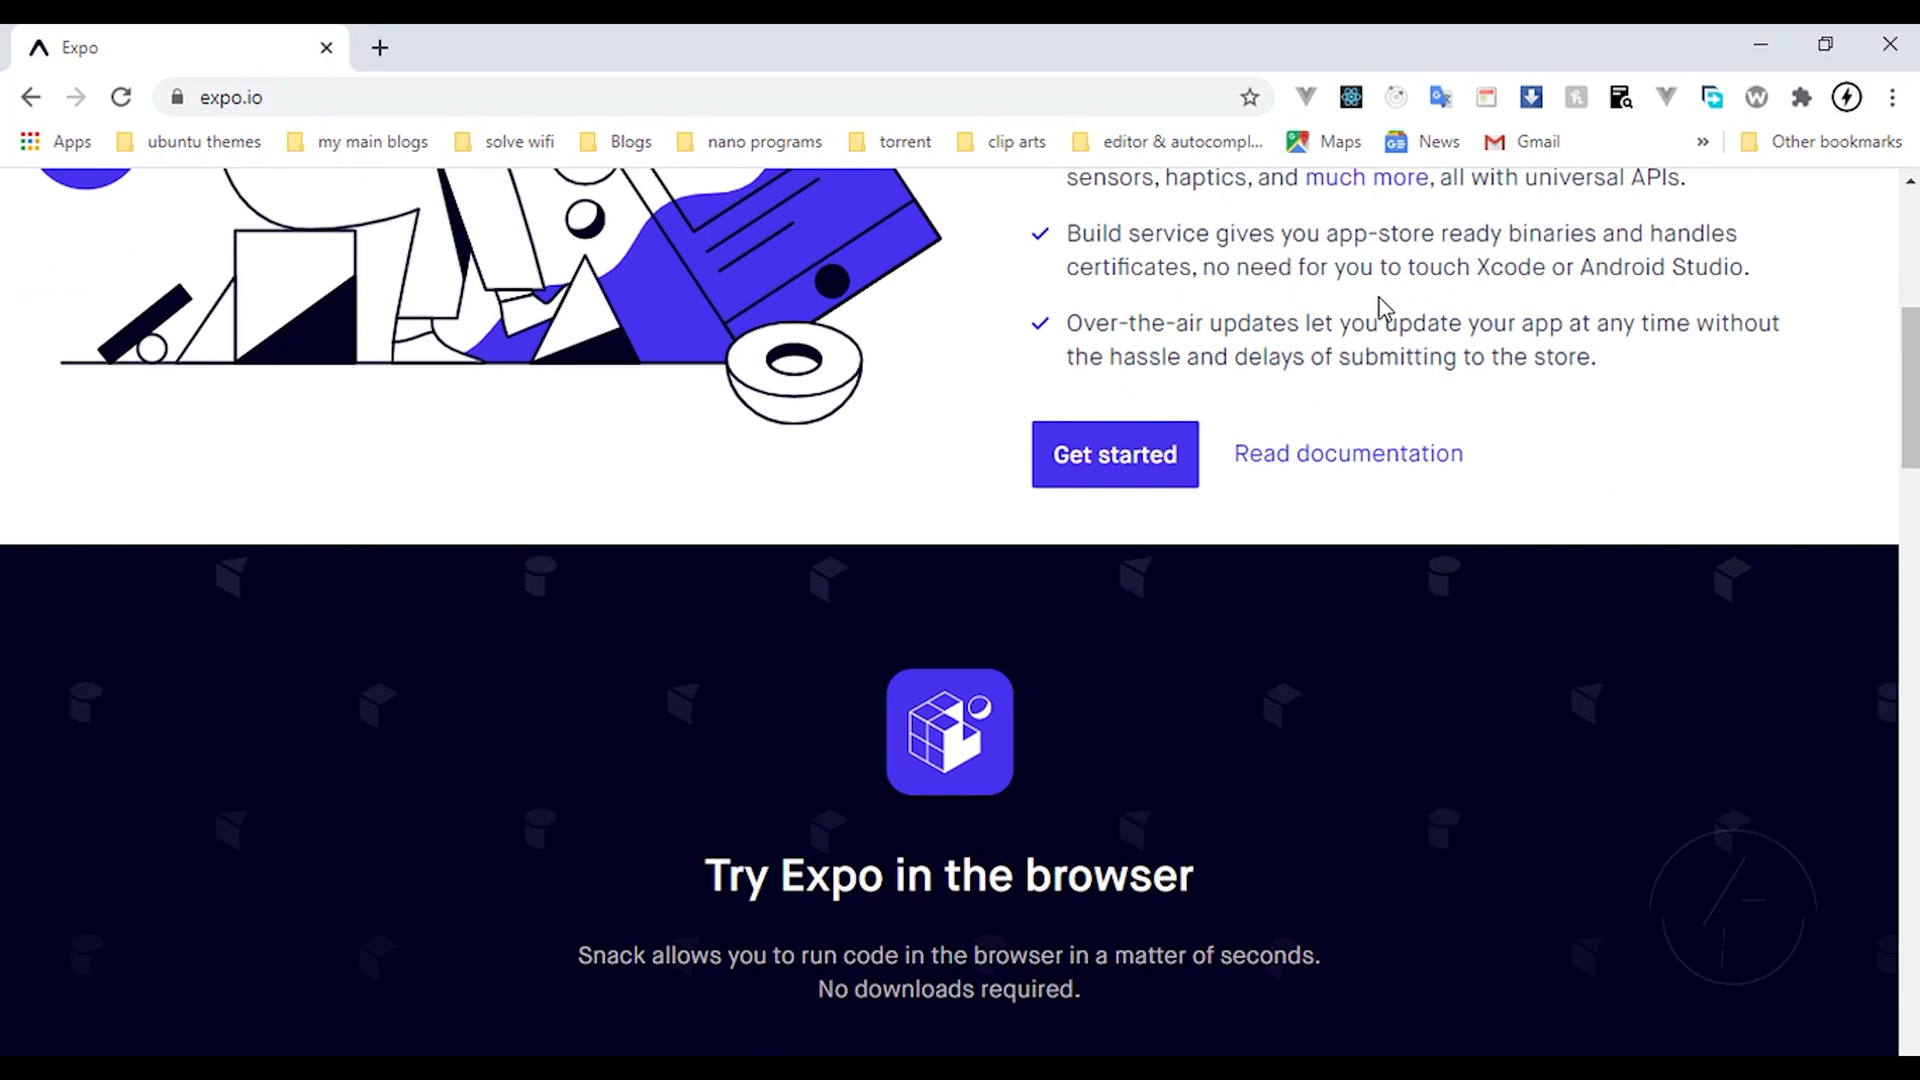 Expo
expo.io
Apps
ubuntu themes
my main blogs
solve wifi
Blogs
nano programs
torrent
clip arts
editor & autocompl...
Maps
News
Gmail
»
Other bookmarks
sensors, haptics, and much more, all with universal APIs.
Build service gives you app-store ready binaries and handles
certificates, no need for you to touch Xcode or Android Studio.
Over-the-air updates let you update your app at any time without
the hassle and delays of submitting to the store.
Get started
Read documentation
Try Expo in the browser
Snack allows you to run code in the browser in a matter of seconds.
No downloads required.